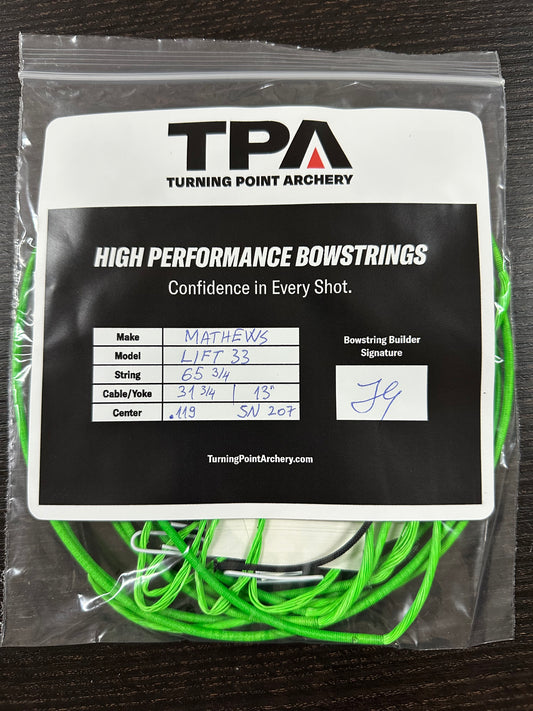 TPA
TURNING POINT ARCHERY
HIGH PERFORMANCE BOWSTRINGS
Confidence in Every Shot.
Make MATHEWS
Model LIFT 33
String 65 3/4
Cable/Yoke 31 3/4 | 13"
Center .119 SN 207
Bowstring Builder
Signature
JG
TurningPointArchery.com